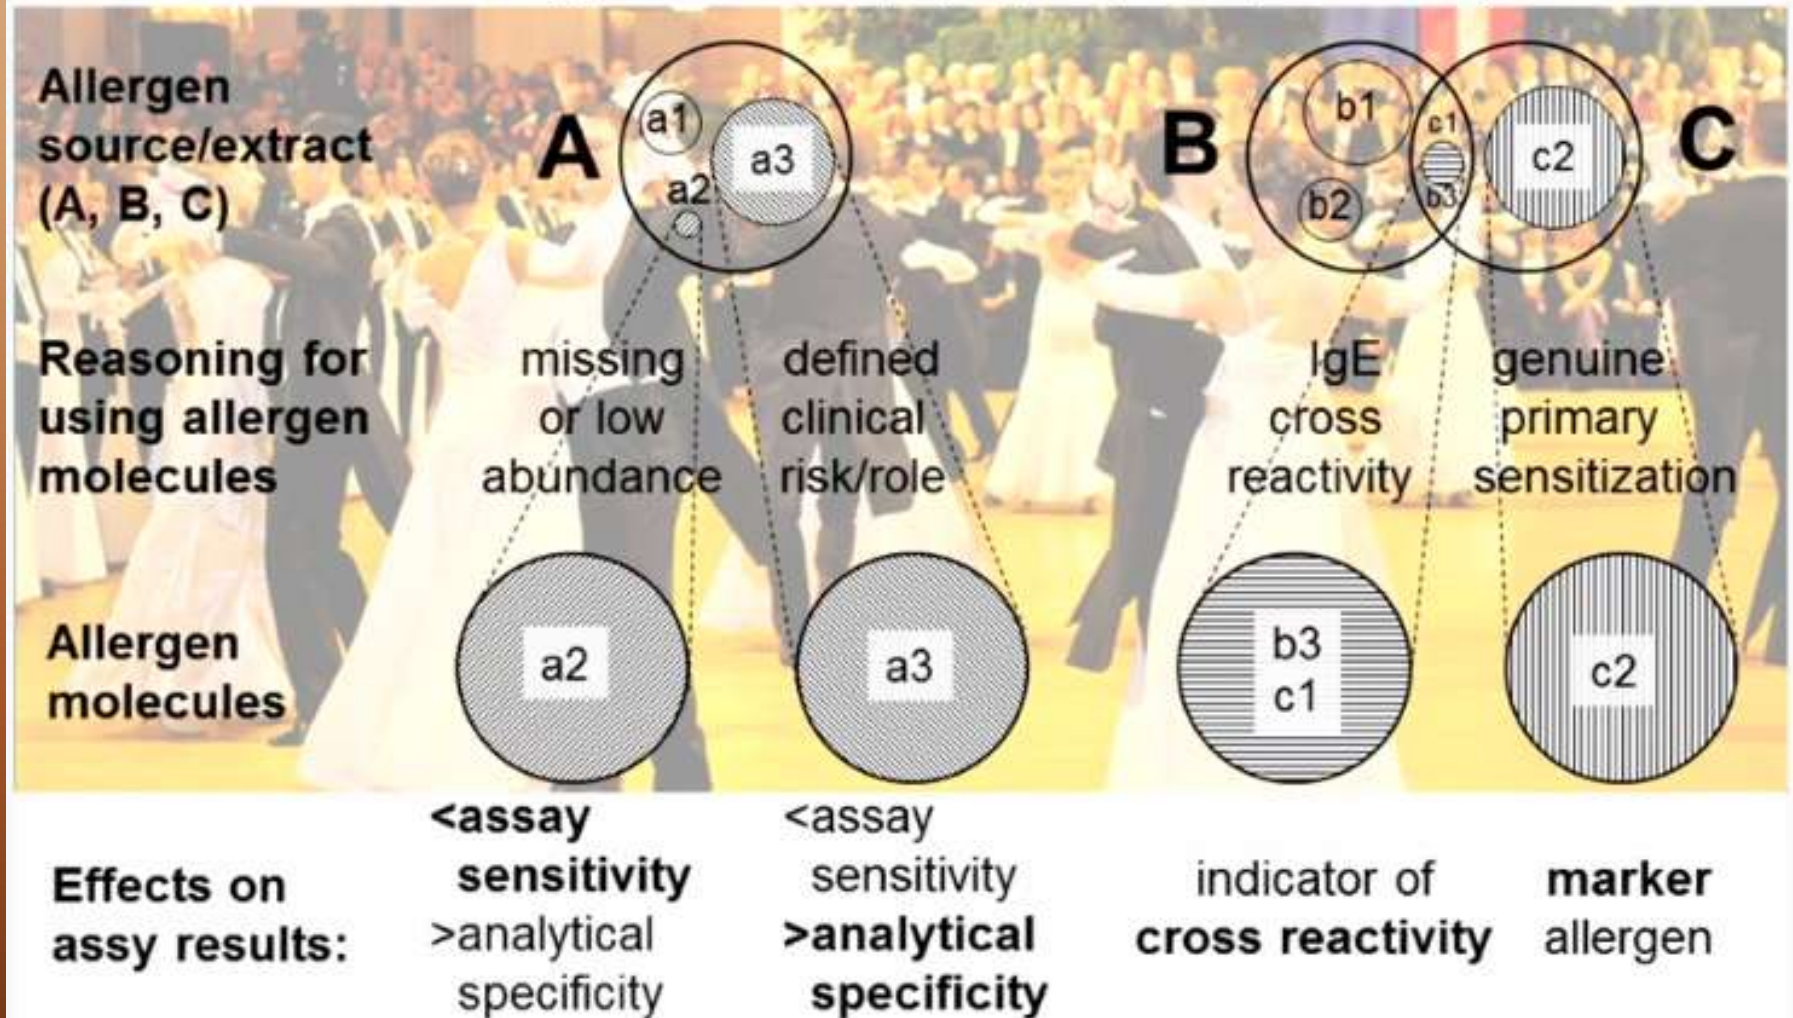 Allergen
source/extract
(A, B, C)
A
a1
a2
a3
B
b1
b2
c1
b3
c2
C
Reasoning for
using allergen
molecules
missing
or low
abundance
defined
clinical
risk/role
IgE
cross
reactivity
genuine
primary
sensitization
Allergen
molecules
a2
a3
b3
c1
c2
Effects on
assy results:
<assay
sensitivity
>analytical
specificity
<assay
sensitivity
>analytical
specificity
indicator of
cross reactivity
marker
allergen